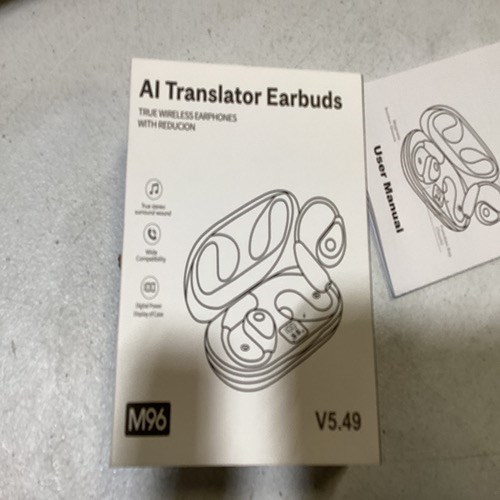 AI Translator Earbuds
TRUE WIRELESS EARPHONES
WITH REDUCION
True stereo
surround wound
Wide
Compatibility
Digital Power
Display of Case
M96
V5.49
User Manual